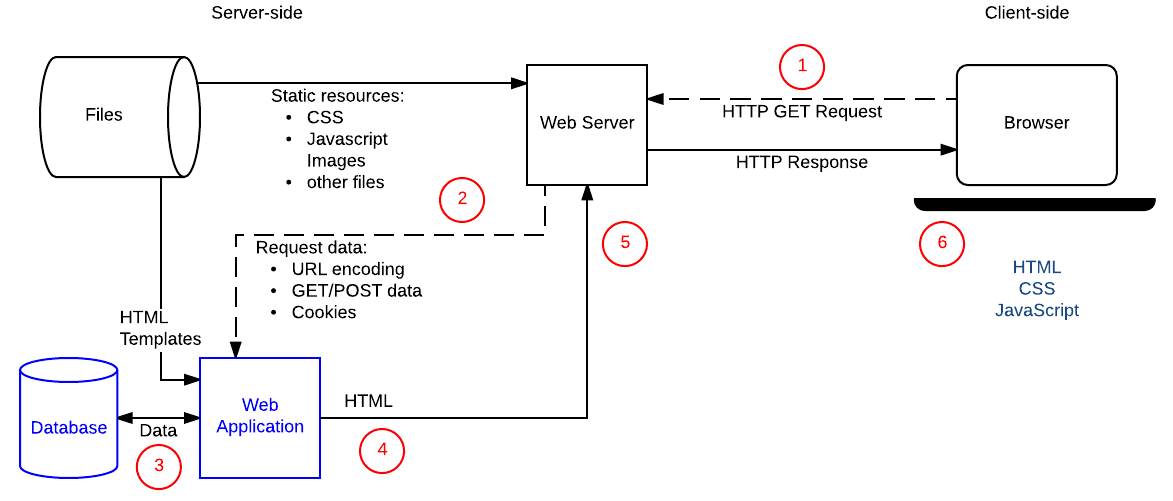 Server-side
Client-side
Files
Static resources:
• CSS
• Javascript
Images
• other files
Web Server
1
HTTP GET Request
HTTP Response
Browser
2
Request data:
• URL encoding
• GET/POST data
• Cookies
5
6
HTML
CSS
JavaScript
HTML
Templates
Database
Data
3
Web
Application
HTML
4